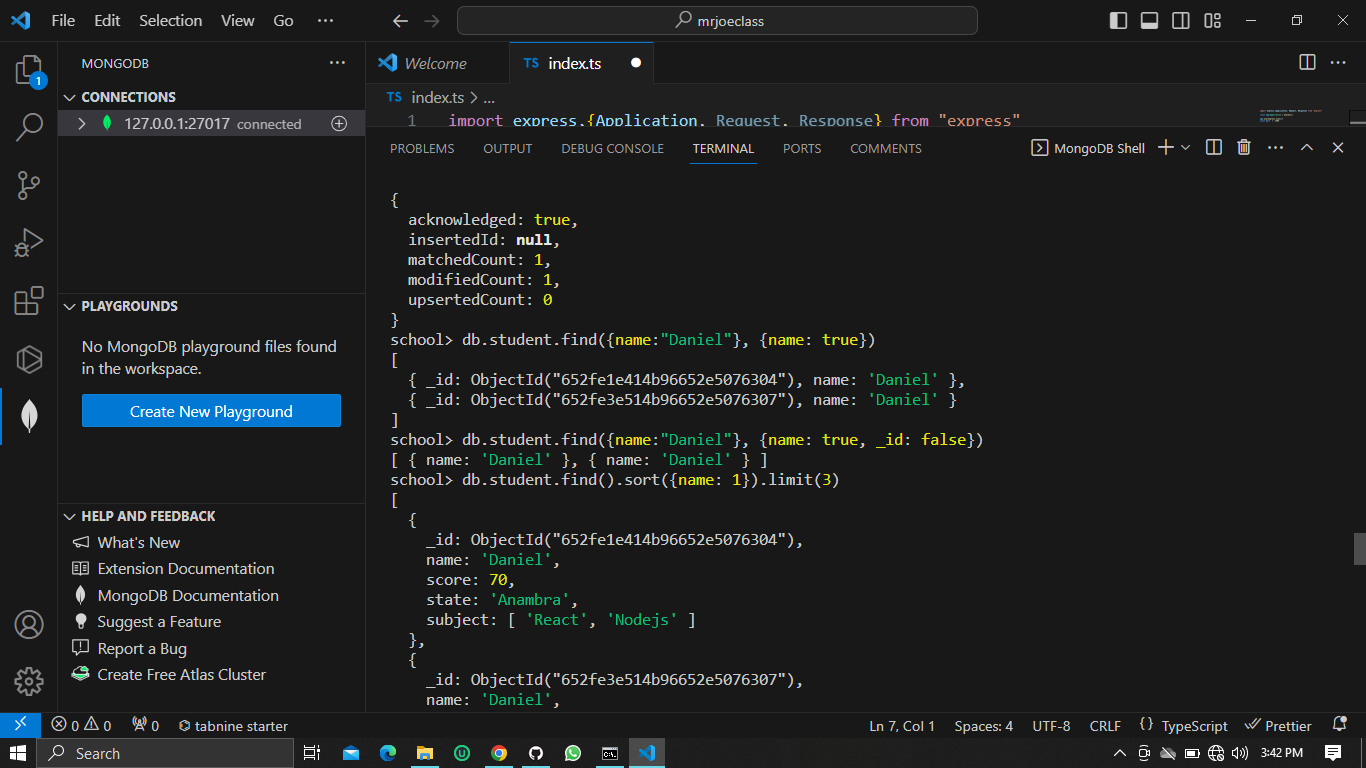 File Edit Selection View Go ··· mrjoeclass
MONGODB ···
CONNECTIONS
127.0.0.1:27017 connected
PLAYGROUNDS
No MongoDB playground files found
in the workspace.
Create New Playground
HELP AND FEEDBACK
What's New
Extension Documentation
MongoDB Documentation
Suggest a Feature
Report a Bug
Create Free Atlas Cluster
1
Welcome
TS index.ts
TS index.ts > ...
1 import express,{Application, Request, Response} from "express"
PROBLEMS OUTPUT DEBUG CONSOLE TERMINAL PORTS COMMENTS MongoDB Shell
{
acknowledged: true,
insertedId: null,
matchedCount: 1,
modifiedCount: 1,
upsertedCount: 0
}
school> db.student.find({name:"Daniel"}, {name: true})
[
{ _id: ObjectId("652fe1e414b96652e5076304"), name: 'Daniel' },
{ _id: ObjectId("652fe3e514b96652e5076307"), name: 'Daniel' }
]
school> db.student.find({name:"Daniel"}, {name: true, _id: false})
[ { name: 'Daniel' }, { name: 'Daniel' } ]
school> db.student.find().sort({name: 1}).limit(3)
[
{
_id: ObjectId("652fe1e414b96652e5076304"),
name: 'Daniel',
score: 70,
state: 'Anambra',
subject: [ 'React', 'Nodejs' ]
},
{
_id: ObjectId("652fe3e514b96652e5076307"),
name: 'Daniel',
0 0 0 tabnine starter Ln 7, Col 1 Spaces: 4 UTF-8 CRLF {} TypeScript Prettier
Search 3:42 PM